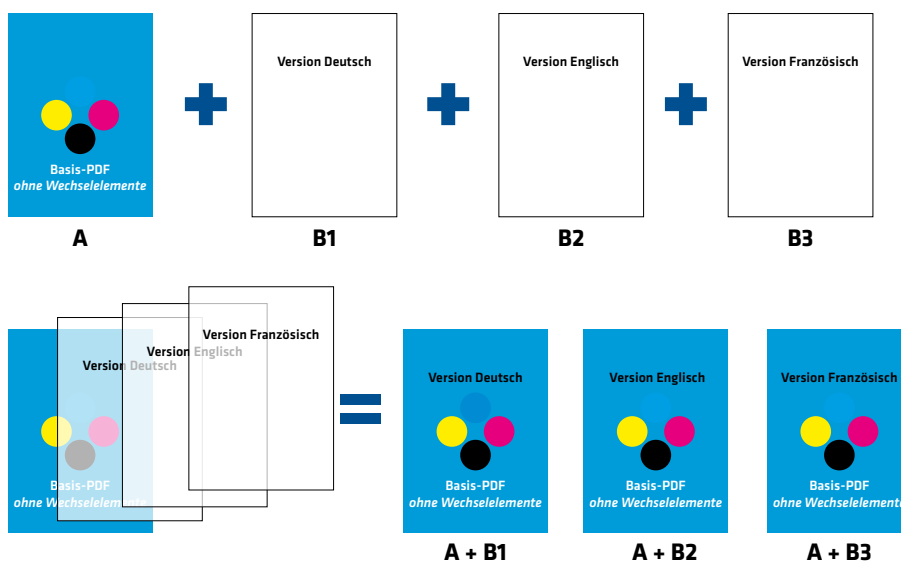 Version Deutsch
Version Englisch
Version Französisch
Basis-PDF
ohne Wechselelemente
A
B1
B2
B3
Version Französisch
Version Englisch
Version Deutsch
Basis-PDF
ohne Wechselelemente
Version Deutsch
Version Englisch
Version Französisch
Basis-PDF
ohne Wechselelemente
Basis-PDF
ohne Wechselelemente
Basis-PDF
ohne Wechselelemente
A + B1
A + B2
A + B3